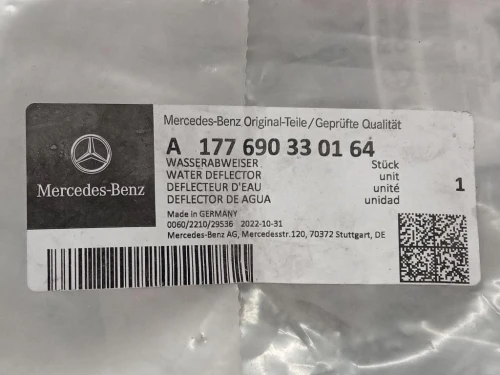 Mercedes-Benz Original-Teile/Geprüfte Qualität
A 177 690 33 01 64
WASSERABWEISER Stück
WATER DEFLECTOR unit
DEFLECTEUR D'EAU unité
DEFLECTOR DE AGUA unidad
1
Made in GERMANY
0060/2210/29536 2022-10-31
Mercedes-Benz AG, Mercedesstr.120, 70372 Stuttgart, DE
Mercedes-Benz